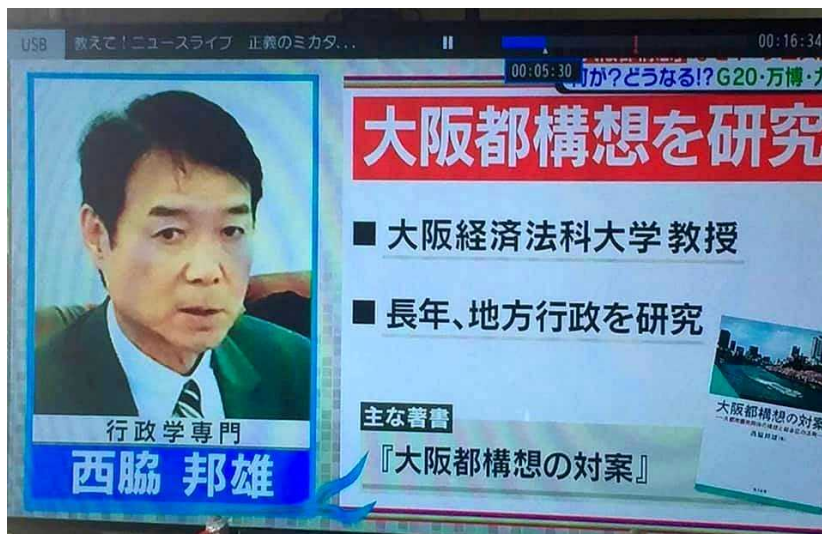 USB 教えて!ニュースライブ 正義のミカタ...
00:16:34
00:05:30
何が?どうなる!?G20・万博・カ
大阪都構想を研究
■ 大阪経済法科大学教授
■ 長年、地方行政を研究
主な著書
『大阪都構想の対案』
大阪都構想の対案
行政学専門
西脇 邦雄